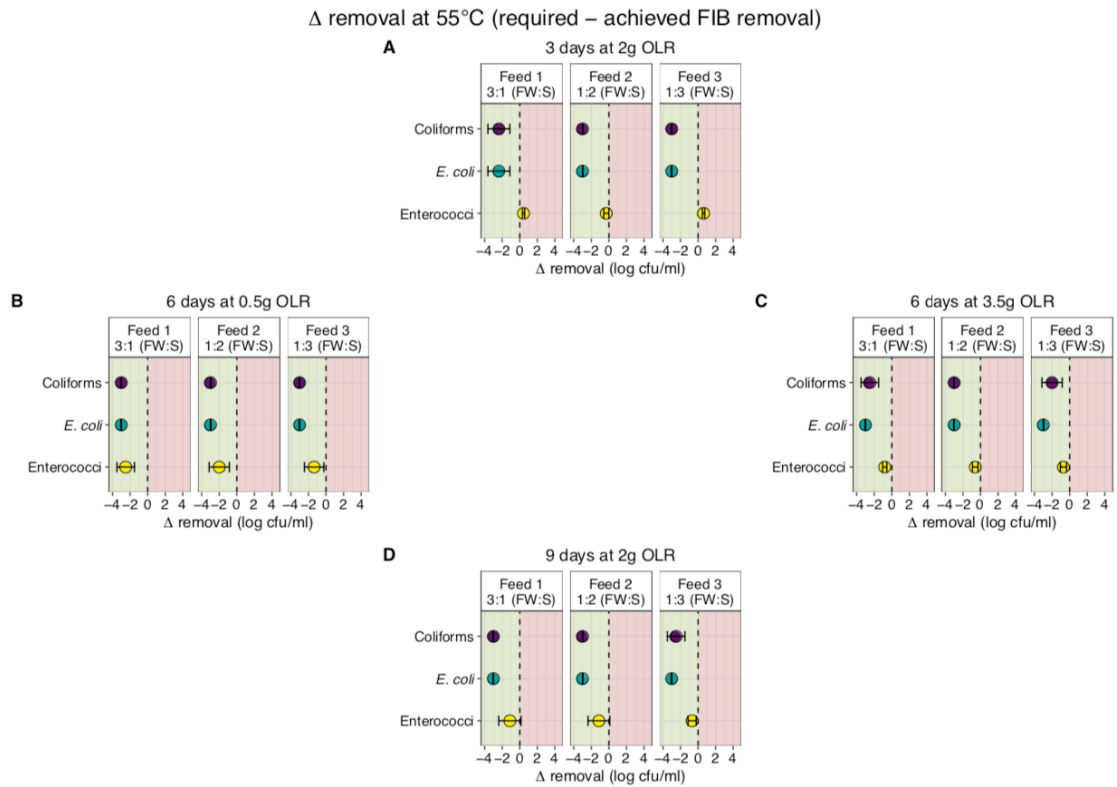 Δ removal at 55°C (required − achieved FIB removal)
A
3 days at 2g OLR
Feed 1 Feed 2 Feed 3
3:1 (FW:S) 1:2 (FW:S) 1:3 (FW:S)
Coliforms
E. coli
Enterococci
−4 −2 0 2 4 −4 −2 0 2 4 −4 −2 0 2 4
Δ removal (log cfu/ml)
B
6 days at 0.5g OLR
Feed 1 Feed 2 Feed 3
3:1 (FW:S) 1:2 (FW:S) 1:3 (FW:S)
Coliforms
E. coli
Enterococci
−4 −2 0 2 4 −4 −2 0 2 4 −4 −2 0 2 4
Δ removal (log cfu/ml)
C
6 days at 3.5g OLR
Feed 1 Feed 2 Feed 3
3:1 (FW:S) 1:2 (FW:S) 1:3 (FW:S)
Coliforms
E. coli
Enterococci
−4 −2 0 2 4 −4 −2 0 2 4 −4 −2 0 2 4
Δ removal (log cfu/ml)
D
9 days at 2g OLR
Feed 1 Feed 2 Feed 3
3:1 (FW:S) 1:2 (FW:S) 1:3 (FW:S)
Coliforms
E. coli
Enterococci
−4 −2 0 2 4 −4 −2 0 2 4 −4 −2 0 2 4
Δ removal (log cfu/ml)